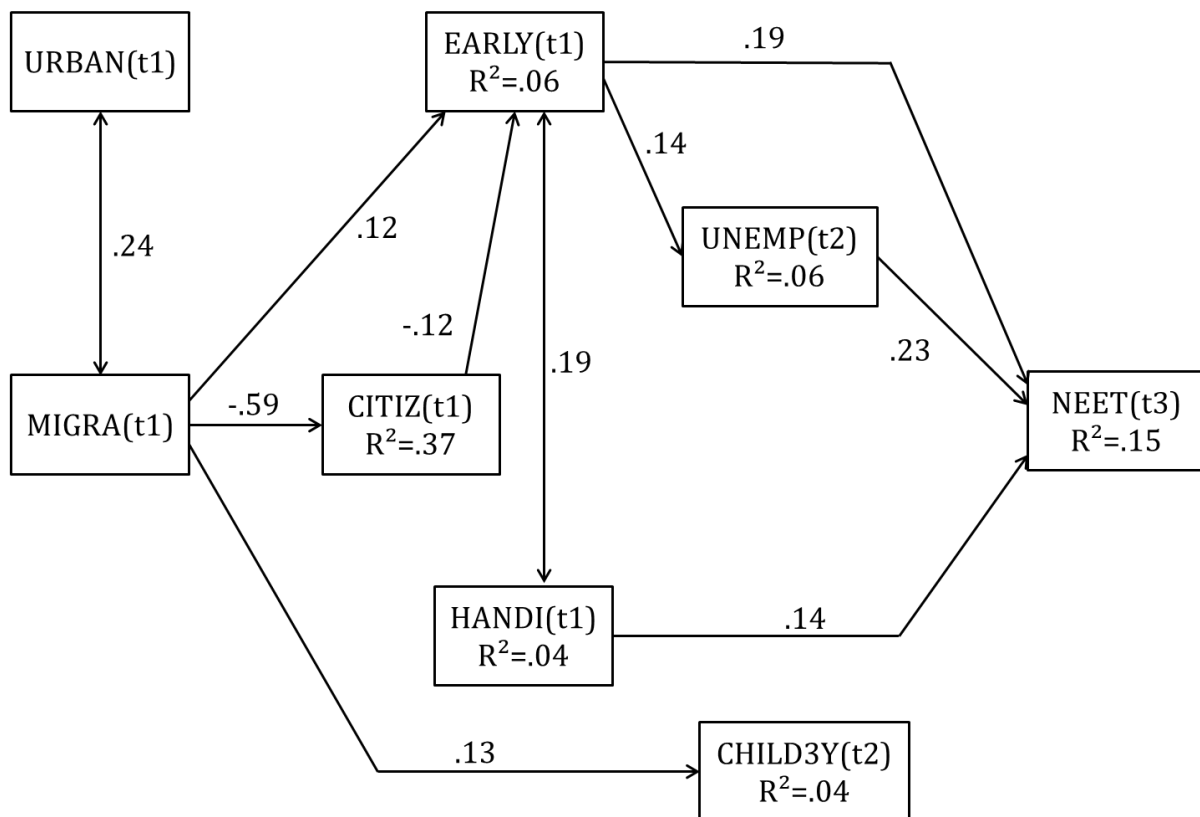 URBAN(t1)
EARLY(t1)
R²=.06
.19
.14
.24
.12
UNEMP(t2)
R²=.06
-.12
.19
.23
MIGRA(t1)
-.59
CITIZ(t1)
R²=.37
NEET(t3)
R²=.15
HANDI(t1)
R²=.04
.14
.13
CHILD3Y(t2)
R²=.04